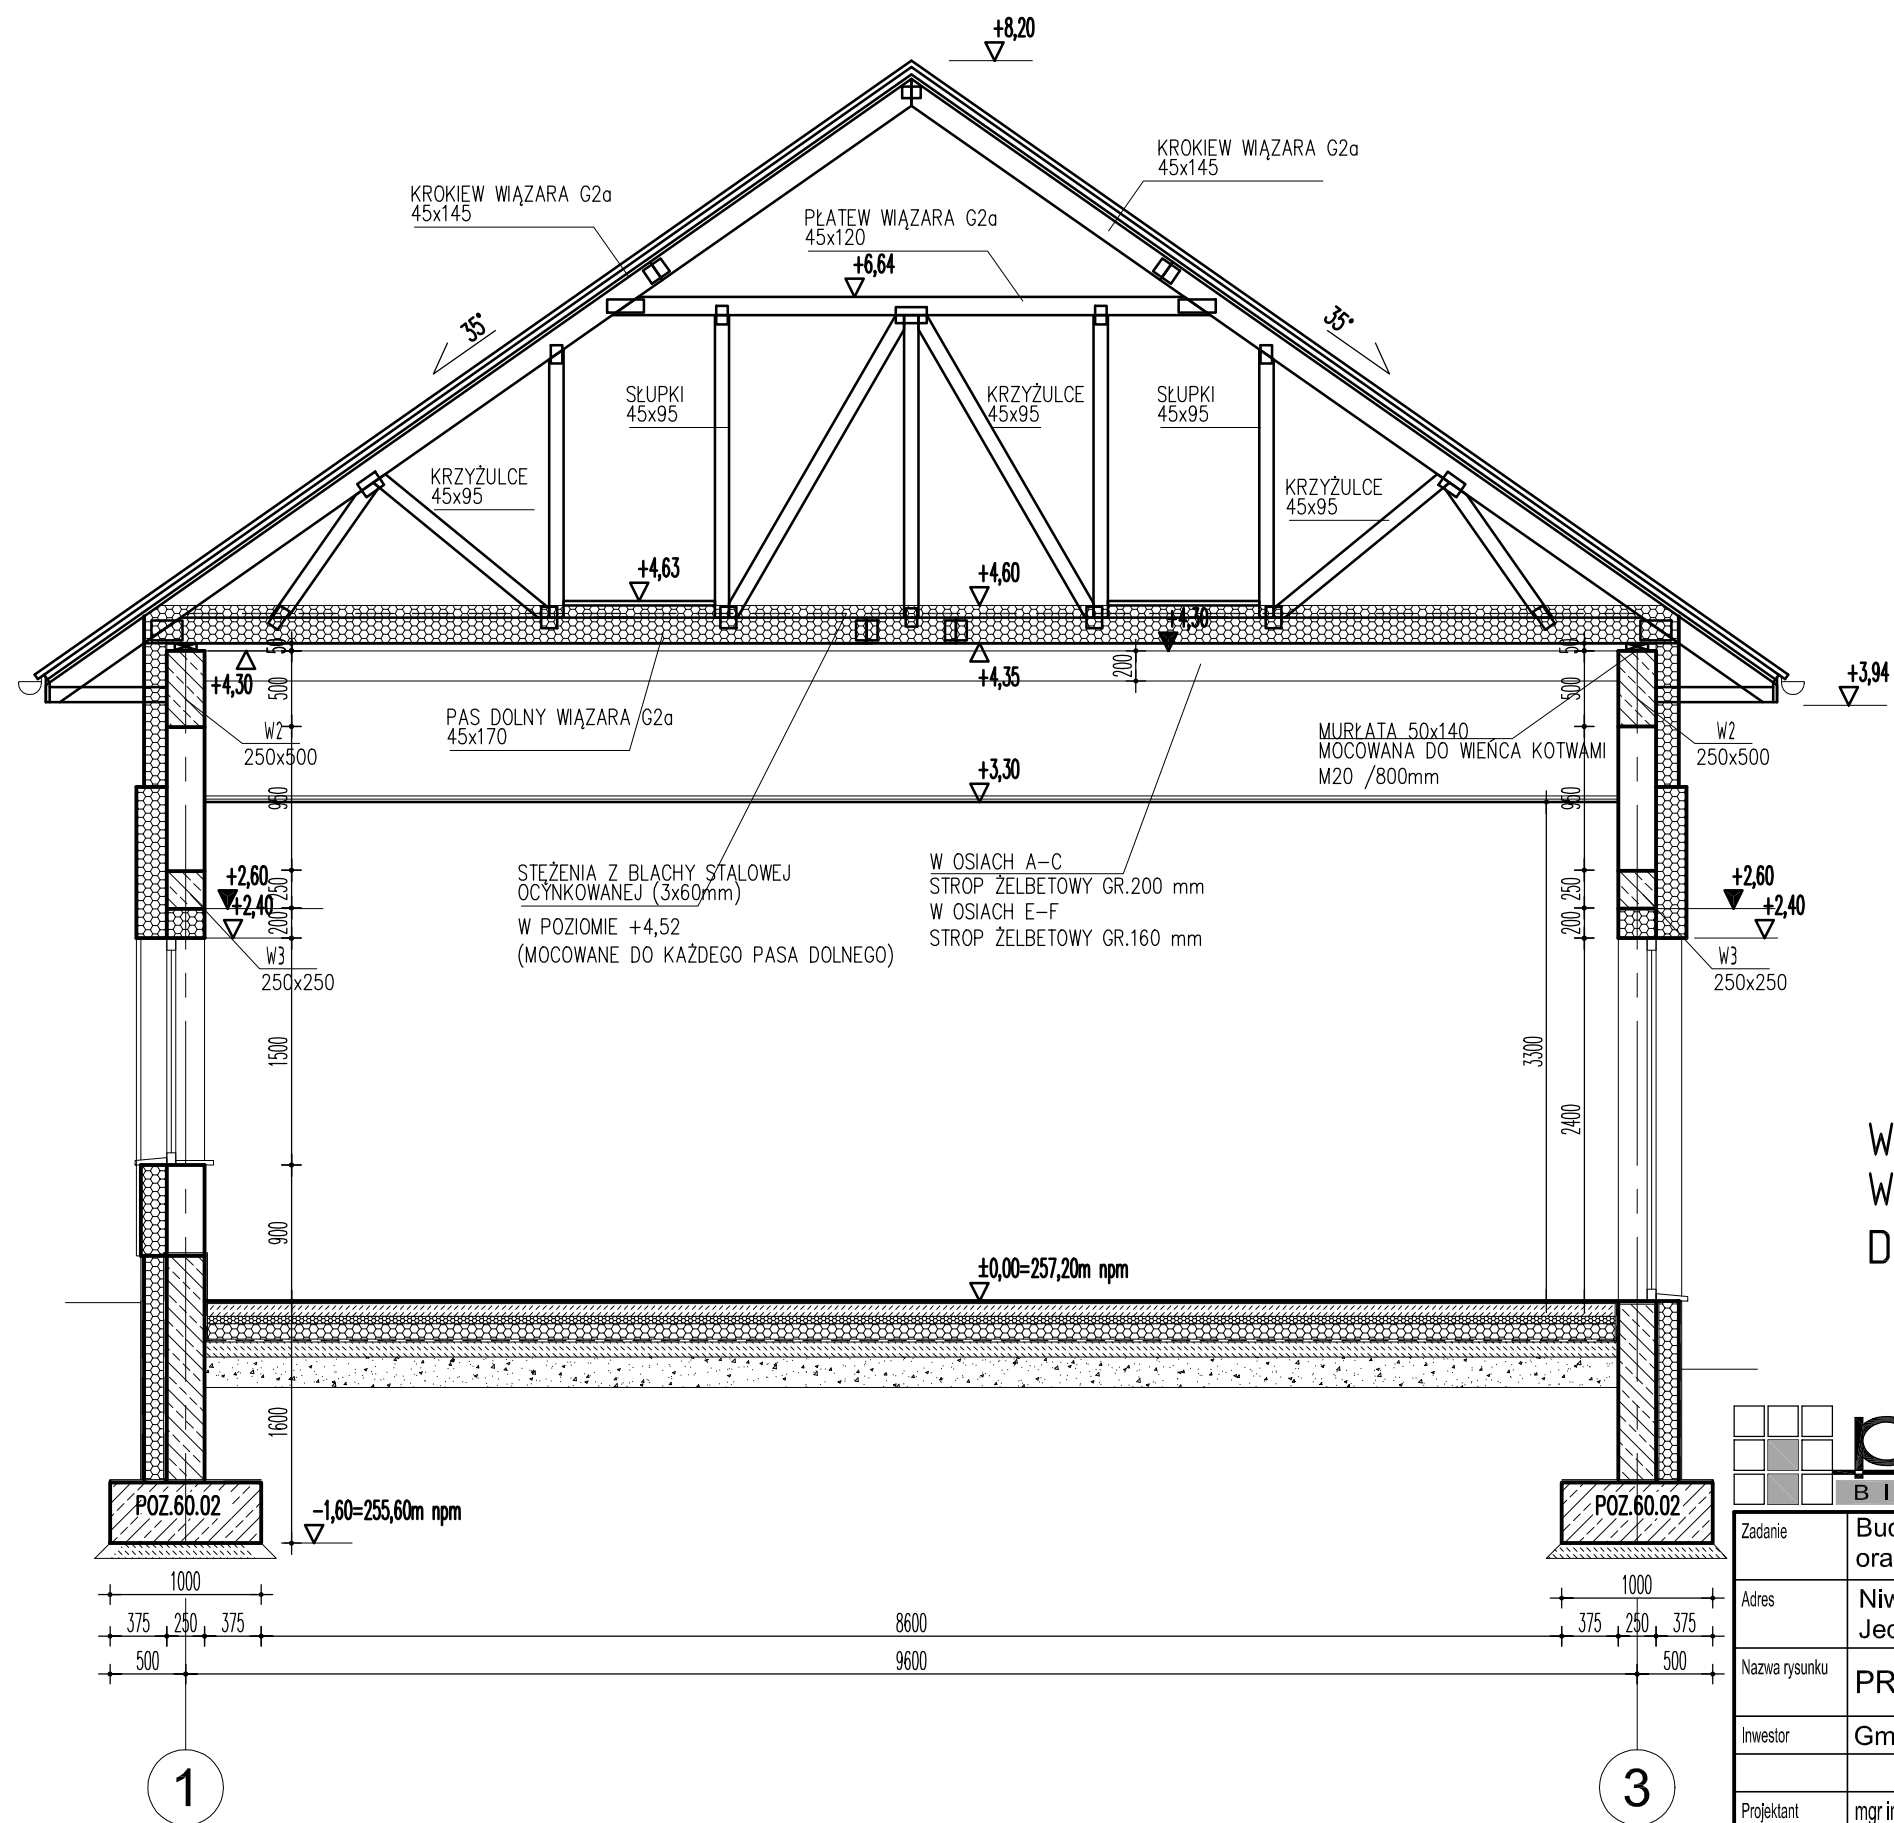 +8,20
KROKIEW WIĄZARA G2a
45x145
KROKIEW WIĄZARA G2a
45x145
PŁATEW WIĄZARA G2a
45x120
+6,64
35°
35°
SŁUPKI
45x95
KRZYŻULCE
45x95
SŁUPKI
45x95
KRZYŻULCE
45x95
KRZYŻULCE
45x95
+4,63
+4,60
+4,30
50
50
+4,30
500
+4,35
200
500
+3,94
PAS DOLNY WIĄZARA G2a
45x170
W2
250x500
MURŁATA 50x140
MOCOWANA DO WIEŃCA KOTWAMI
M20 /800mm
W2
250x500
+3,30
950
950
STĘŻENIA Z BLACHY STALOWEJ
OCYNKOWANEJ (3x60mm)
W POZIOMIE +4,52
(MOCOWANE DO KAŻDEGO PASA DOLNEGO)
W OSIACH A-C
STROP ŻELBETOWY GR.200 mm
W OSIACH E-F
STROP ŻELBETOWY GR.160 mm
+2,60
+2,40
250
200
250
200
+2,60
+2,40
W3
250x250
W3
250x250
1500
3300
2400
W
W
D
900
±0,00=257,20m npm
1600
POZ.60.02
-1,60=255,60m npm
POZ.60.02
p
B I
Zadanie
Adres
Nazwa rysunku
PR
Inwestor
Gm
Projektant
1000
1000
375 250 375 8600 375 250 375
500 9600 500
1
3